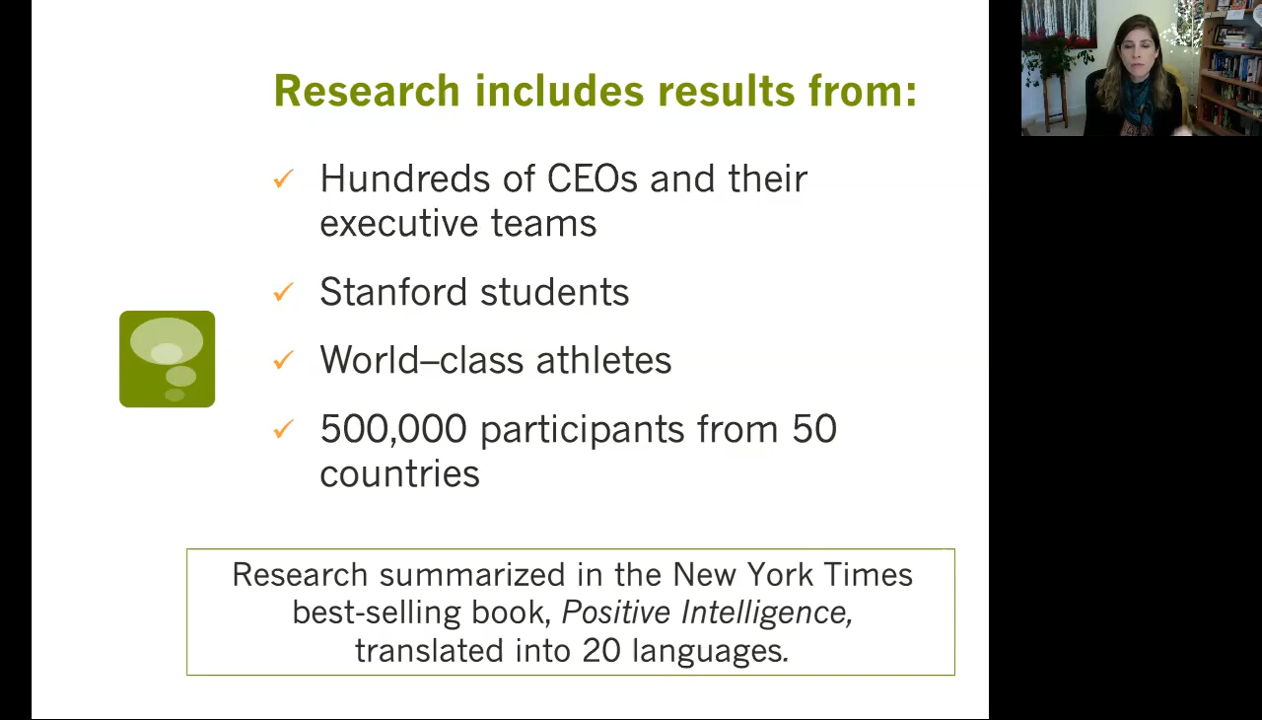 Research includes results from:
✓ Hundreds of CEOs and their
executive teams
✓ Stanford students
✓ World–class athletes
✓ 500,000 participants from 50
countries
Research summarized in the New York Times
best-selling book, Positive Intelligence,
translated into 20 languages.